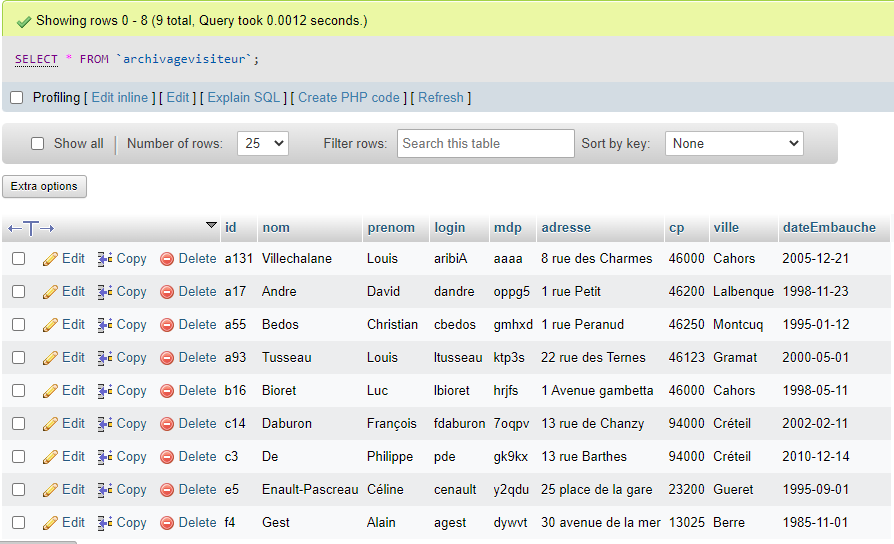 Showing rows 0 - 8 (9 total, Query took 0.0012 seconds.)
SELECT * FROM `archivagevisiteur`;
Profiling [ Edit inline ] [ Edit ] [ Explain SQL ] [ Create PHP code ] [ Refresh ]
Show all Number of rows: 25 Filter rows: Search this table Sort by key: None
Extra options
←T→ id nom prenom login mdp adresse cp ville dateEmbauche
Edit Copy Delete a131 Villechalane Louis aribiA aaaa 8 rue des Charmes 46000 Cahors 2005-12-21
Edit Copy Delete a17 Andre David dandre oppg5 1 rue Petit 46200 Lalbenque 1998-11-23
Edit Copy Delete a55 Bedos Christian cbedos gmhxd 1 rue Peranud 46250 Montcuq 1995-01-12
Edit Copy Delete a93 Tusseau Louis ltusseau ktp3s 22 rue des Ternes 46123 Gramat 2000-05-01
Edit Copy Delete b16 Bioret Luc lbioret hrjfs 1 Avenue gambetta 46000 Cahors 1998-05-11
Edit Copy Delete c14 Daburon François fdaburon 7oqpv 13 rue de Chanzy 94000 Créteil 2002-02-11
Edit Copy Delete c3 De Philippe pde gk9kx 13 rue Barthes 94000 Créteil 2010-12-14
Edit Copy Delete e5 Enault-Pascreau Céline cenault y2qdu 25 place de la gare 23200 Gueret 1995-09-01
Edit Copy Delete f4 Gest Alain agest dywvt 30 avenue de la mer 13025 Berre 1985-11-01